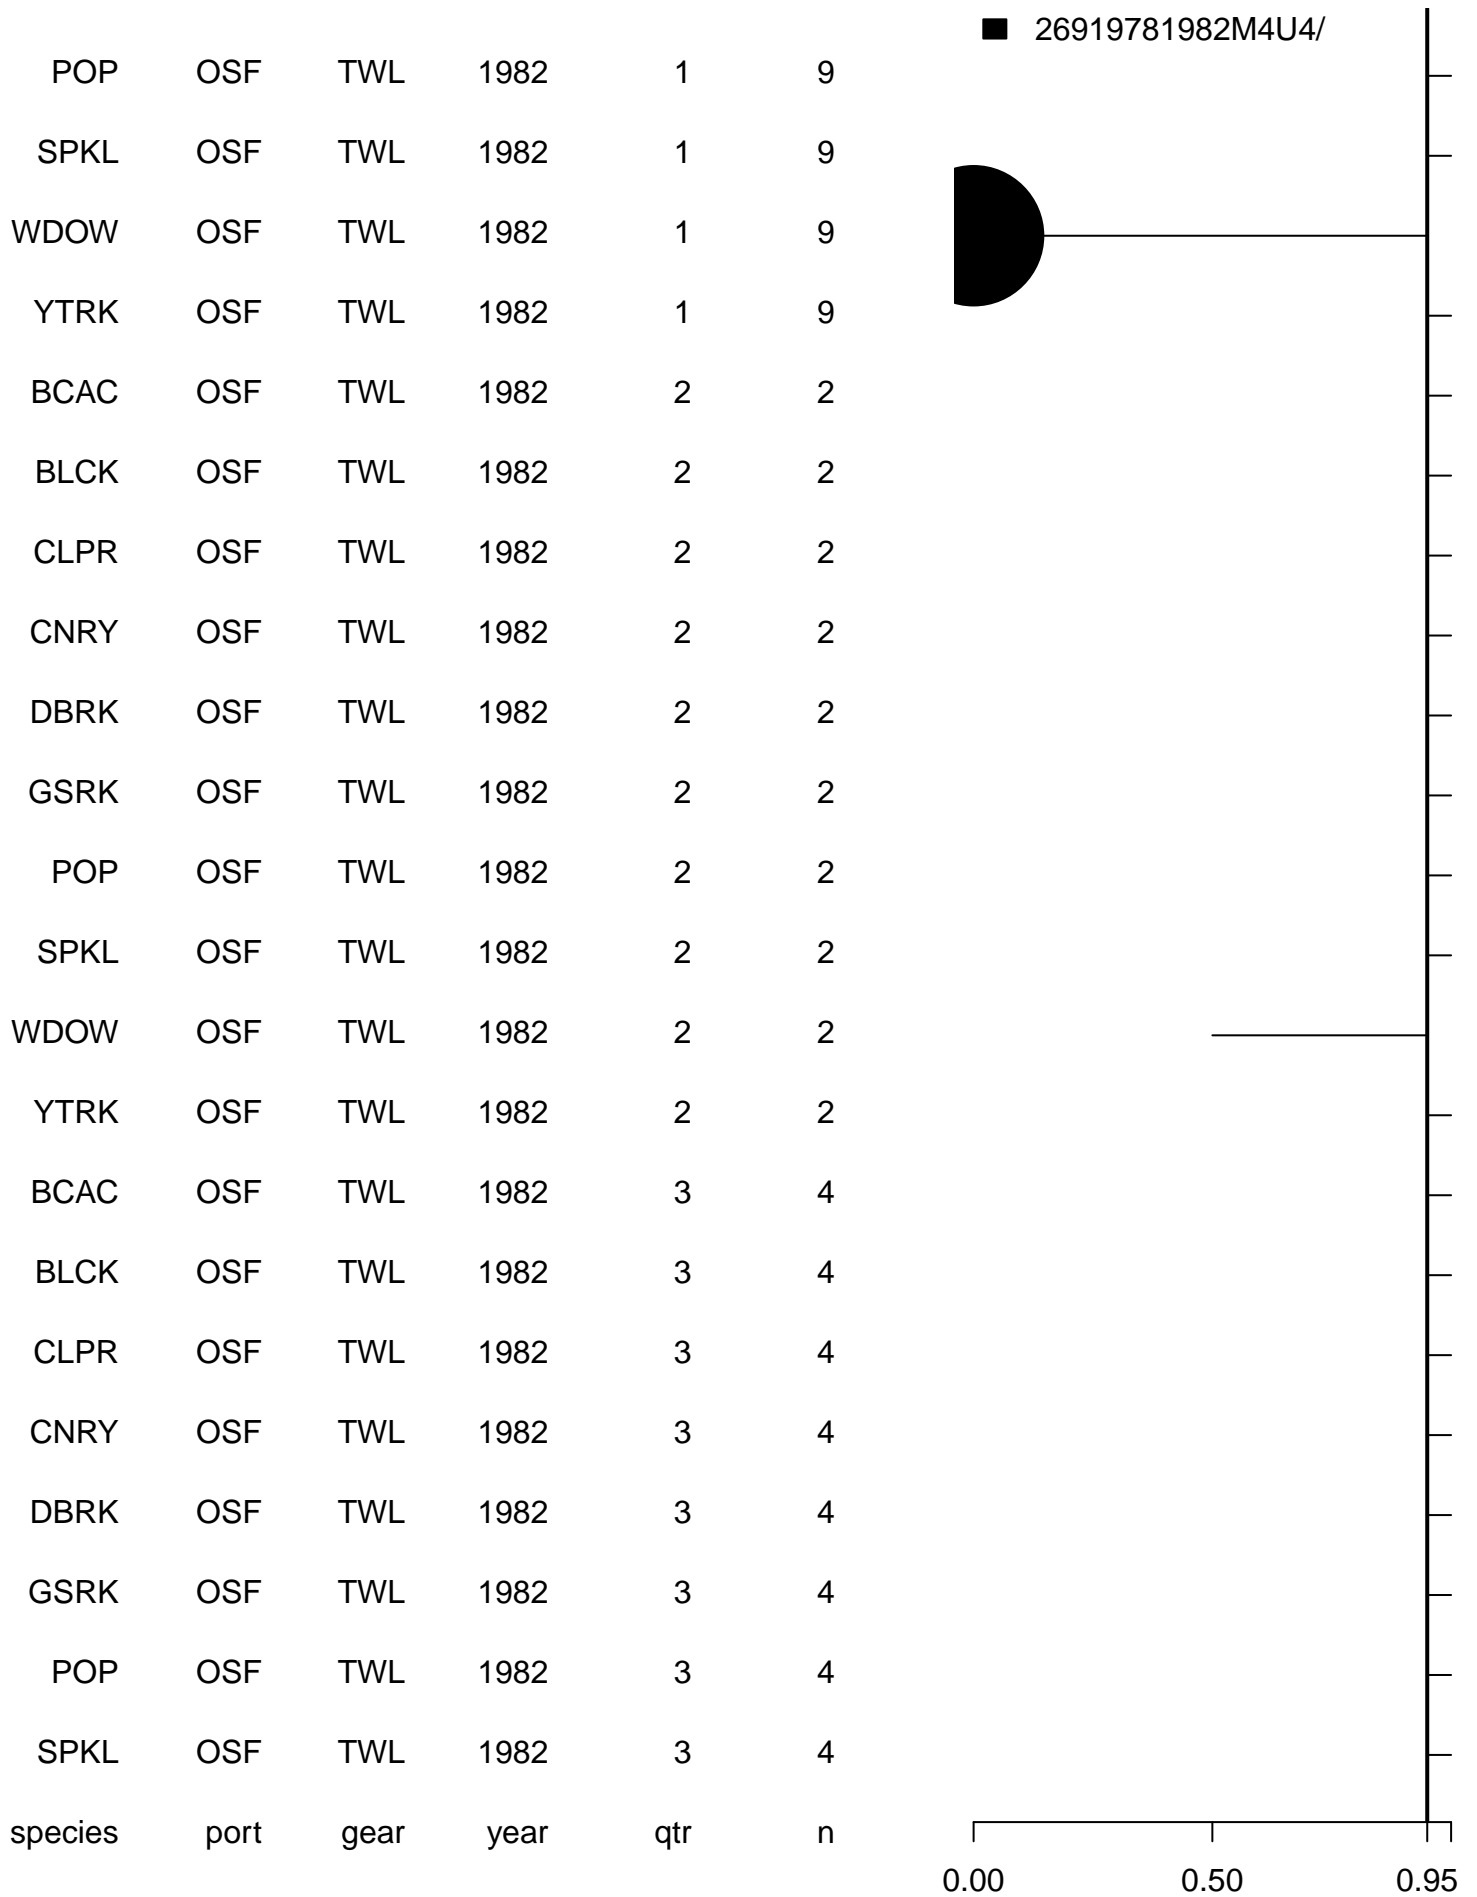 26919781982M4U4/
POP OSF TWL 1982 1 9
SPKL OSF TWL 1982 1 9
WDOW OSF TWL 1982 1 9
YTRK OSF TWL 1982 1 9
BCAC OSF TWL 1982 2 2
BLCK OSF TWL 1982 2 2
CLPR OSF TWL 1982 2 2
CNRY OSF TWL 1982 2 2
DBRK OSF TWL 1982 2 2
GSRK OSF TWL 1982 2 2
POP OSF TWL 1982 2 2
SPKL OSF TWL 1982 2 2
WDOW OSF TWL 1982 2 2
YTRK OSF TWL 1982 2 2
BCAC OSF TWL 1982 3 4
BLCK OSF TWL 1982 3 4
CLPR OSF TWL 1982 3 4
CNRY OSF TWL 1982 3 4
DBRK OSF TWL 1982 3 4
GSRK OSF TWL 1982 3 4
POP OSF TWL 1982 3 4
SPKL OSF TWL 1982 3 4
species port gear year qtr n
0.00 0.50 0.95